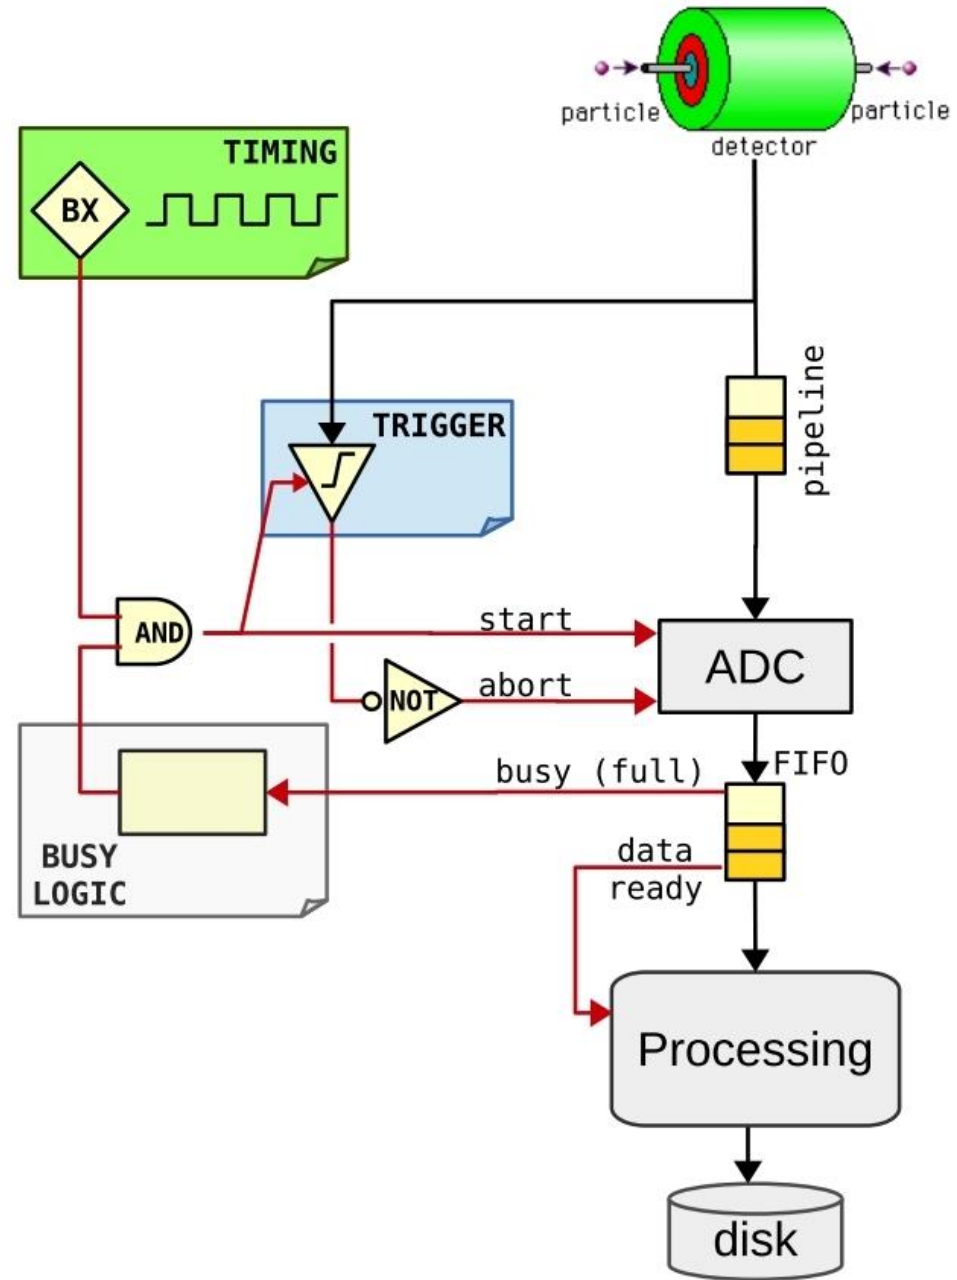 particle
particle
detector
TIMING
BX
pipeline
TRIGGER
AND
start
ADC
NOT
abort
FIFO
busy (full)
BUSY
LOGIC
data
ready
Processing
disk